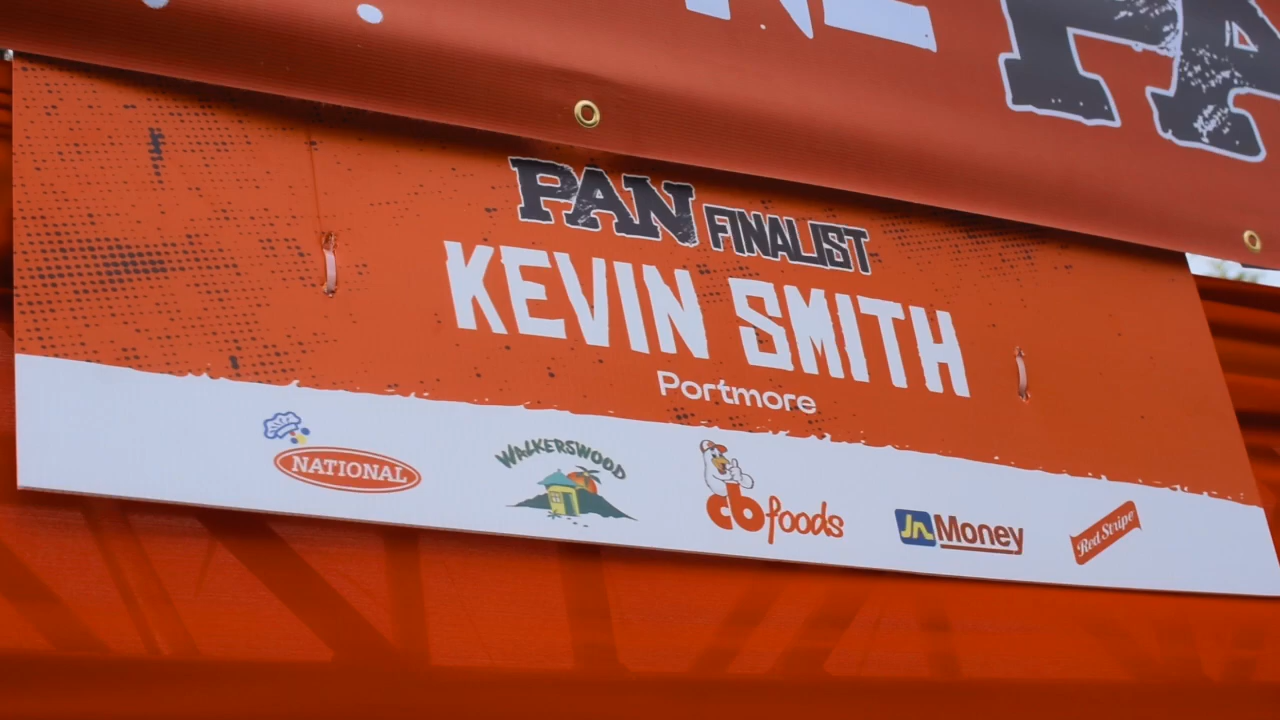 PAN FINALIST
KEVIN SMITH
Portmore
NATIONAL
WALKERSWOOD
cb foods
JN Money
Red Stripe